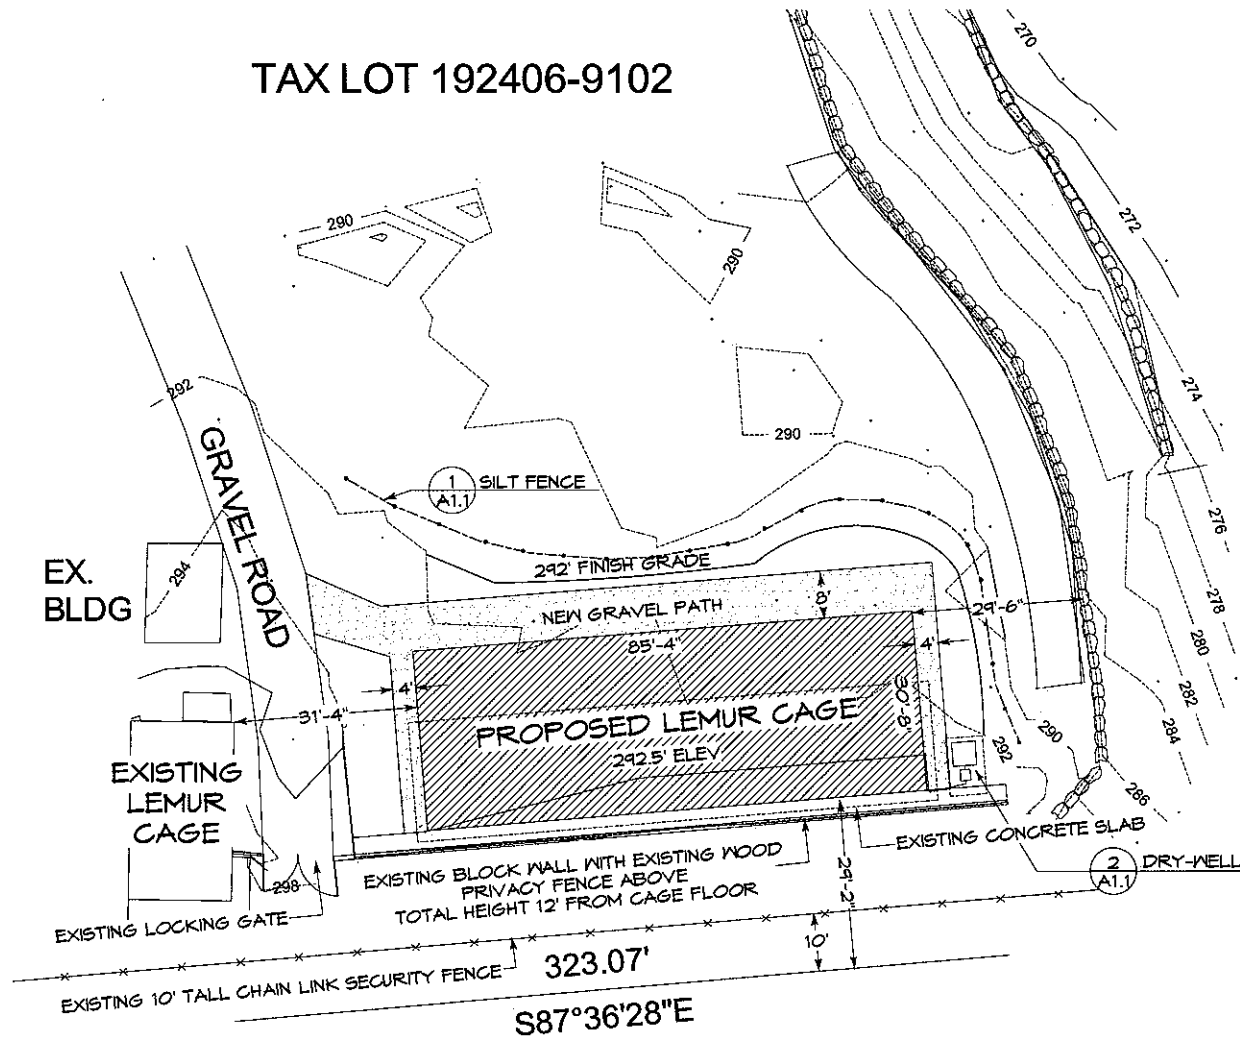 TAX LOT 192406-9102
270
272
290
290
274
292
290
GRAVEL ROAD
1
A1.1
SILT FENCE
276
EX.
BLDG
294
292' FINISH GRADE
NEW GRAVEL PATH
8'
29'-6"
278
85'-4"
4'
4'
280
31'-4"
30'-8"
282
PROPOSED LEMUR CAGE
292.5' ELEV
292
290
284
EXISTING
LEMUR
CAGE
286
298
EXISTING BLOCK WALL WITH EXISTING WOOD
PRIVACY FENCE ABOVE
TOTAL HEIGHT 12' FROM CAGE FLOOR
EXISTING CONCRETE SLAB
2
A1.1
DRY-WELL
29'-2"
EXISTING LOCKING GATE
10'
EXISTING 10' TALL CHAIN LINK SECURITY FENCE
323.07'
S87°36'28"E